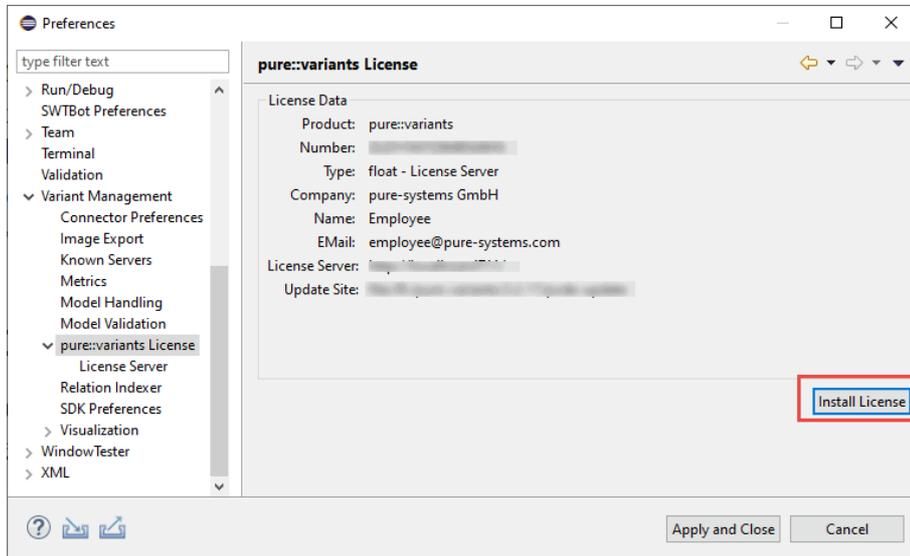 Preferences
type filter text
Run/Debug
SWTBot Preferences
Team
Terminal
Validation
Variant Management
Connector Preferences
Image Export
Known Servers
Metrics
Model Handling
Model Validation
pure::variants License
License Server
Relation Indexer
SDK Preferences
Visualization
WindowTester
XML
pure::variants License
License Data
Product: pure::variants
Number:
Type: float - License Server
Company: pure-systems GmbH
Name: Employee
EMail: employee@pure-systems.com
License Server:
Update Site:
Install License
Apply and Close
Cancel